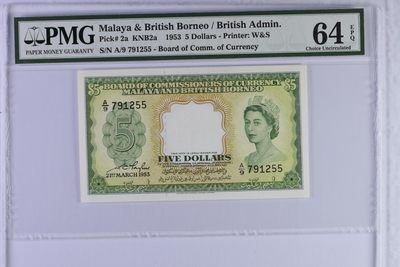 PMG
PAPER MONEY GUARANTY
Malaya & British Borneo / British Admin.
Pick# 2a KNB2a 1953 5 Dollars - Printer: W&S
S/N A/9 791255 - Board of Comm. of Currency
64 EPQ
Choice Uncirculated
BOARD OF COMMISSIONERS OF CURRENCY
MALAYA AND BRITISH BORNEO
$5
$5
A/9 791255
5
FIVE DOLLARS
A/9 791255
21ST MARCH 1953